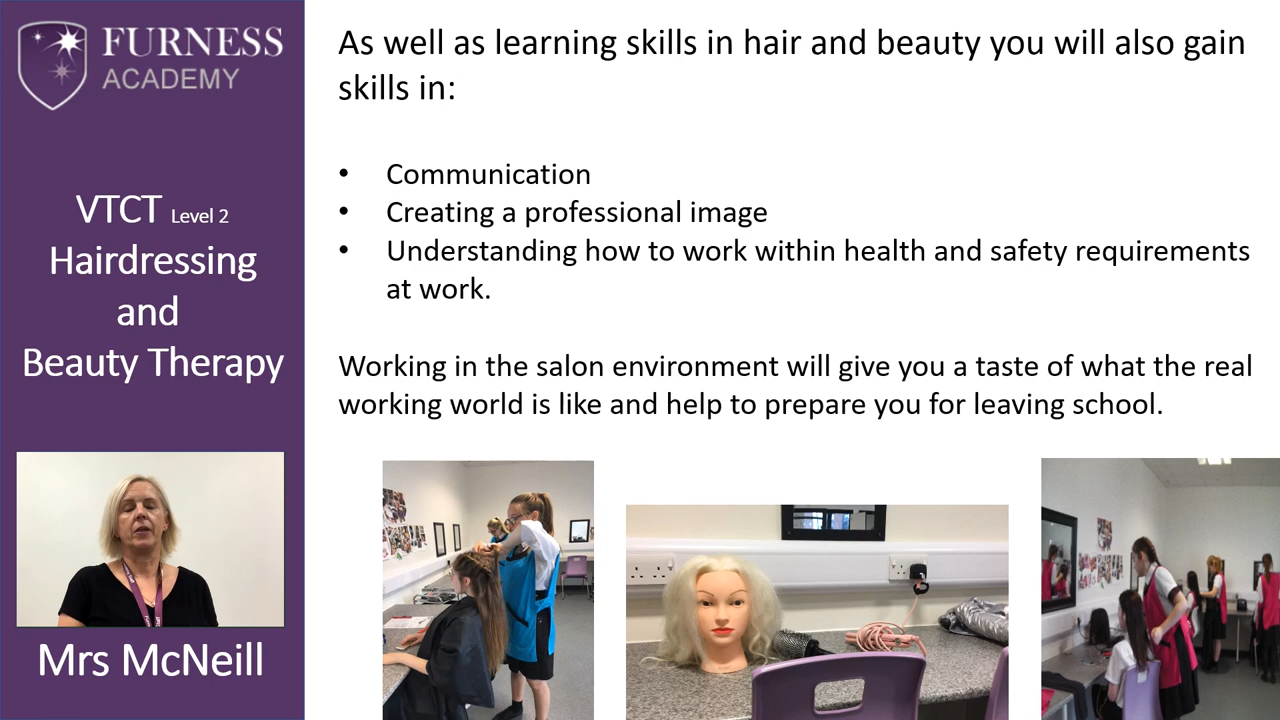 FURNESS
ACADEMY
VTCT Level 2
Hairdressing
and
Beauty Therapy
Mrs McNeill
As well as learning skills in hair and beauty you will also gain
skills in:
• Communication
• Creating a professional image
• Understanding how to work within health and safety requirements
at work.
Working in the salon environment will give you a taste of what the real
working world is like and help to prepare you for leaving school.